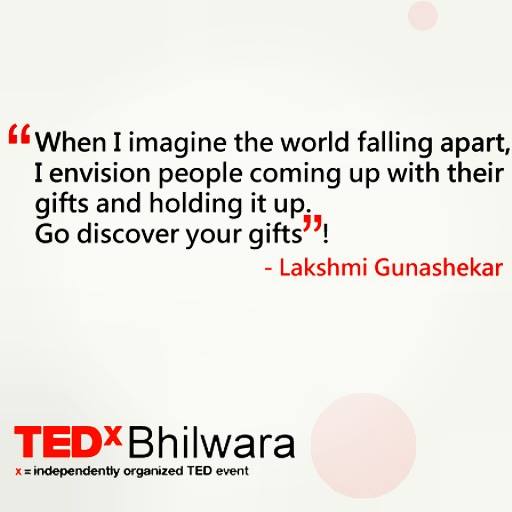 “When I imagine the world falling apart,
I envision people coming up with their
gifts and holding it up.
Go discover your gifts”!
- Lakshmi Gunashekar
TEDx Bhilwara
x = independently organized TED event